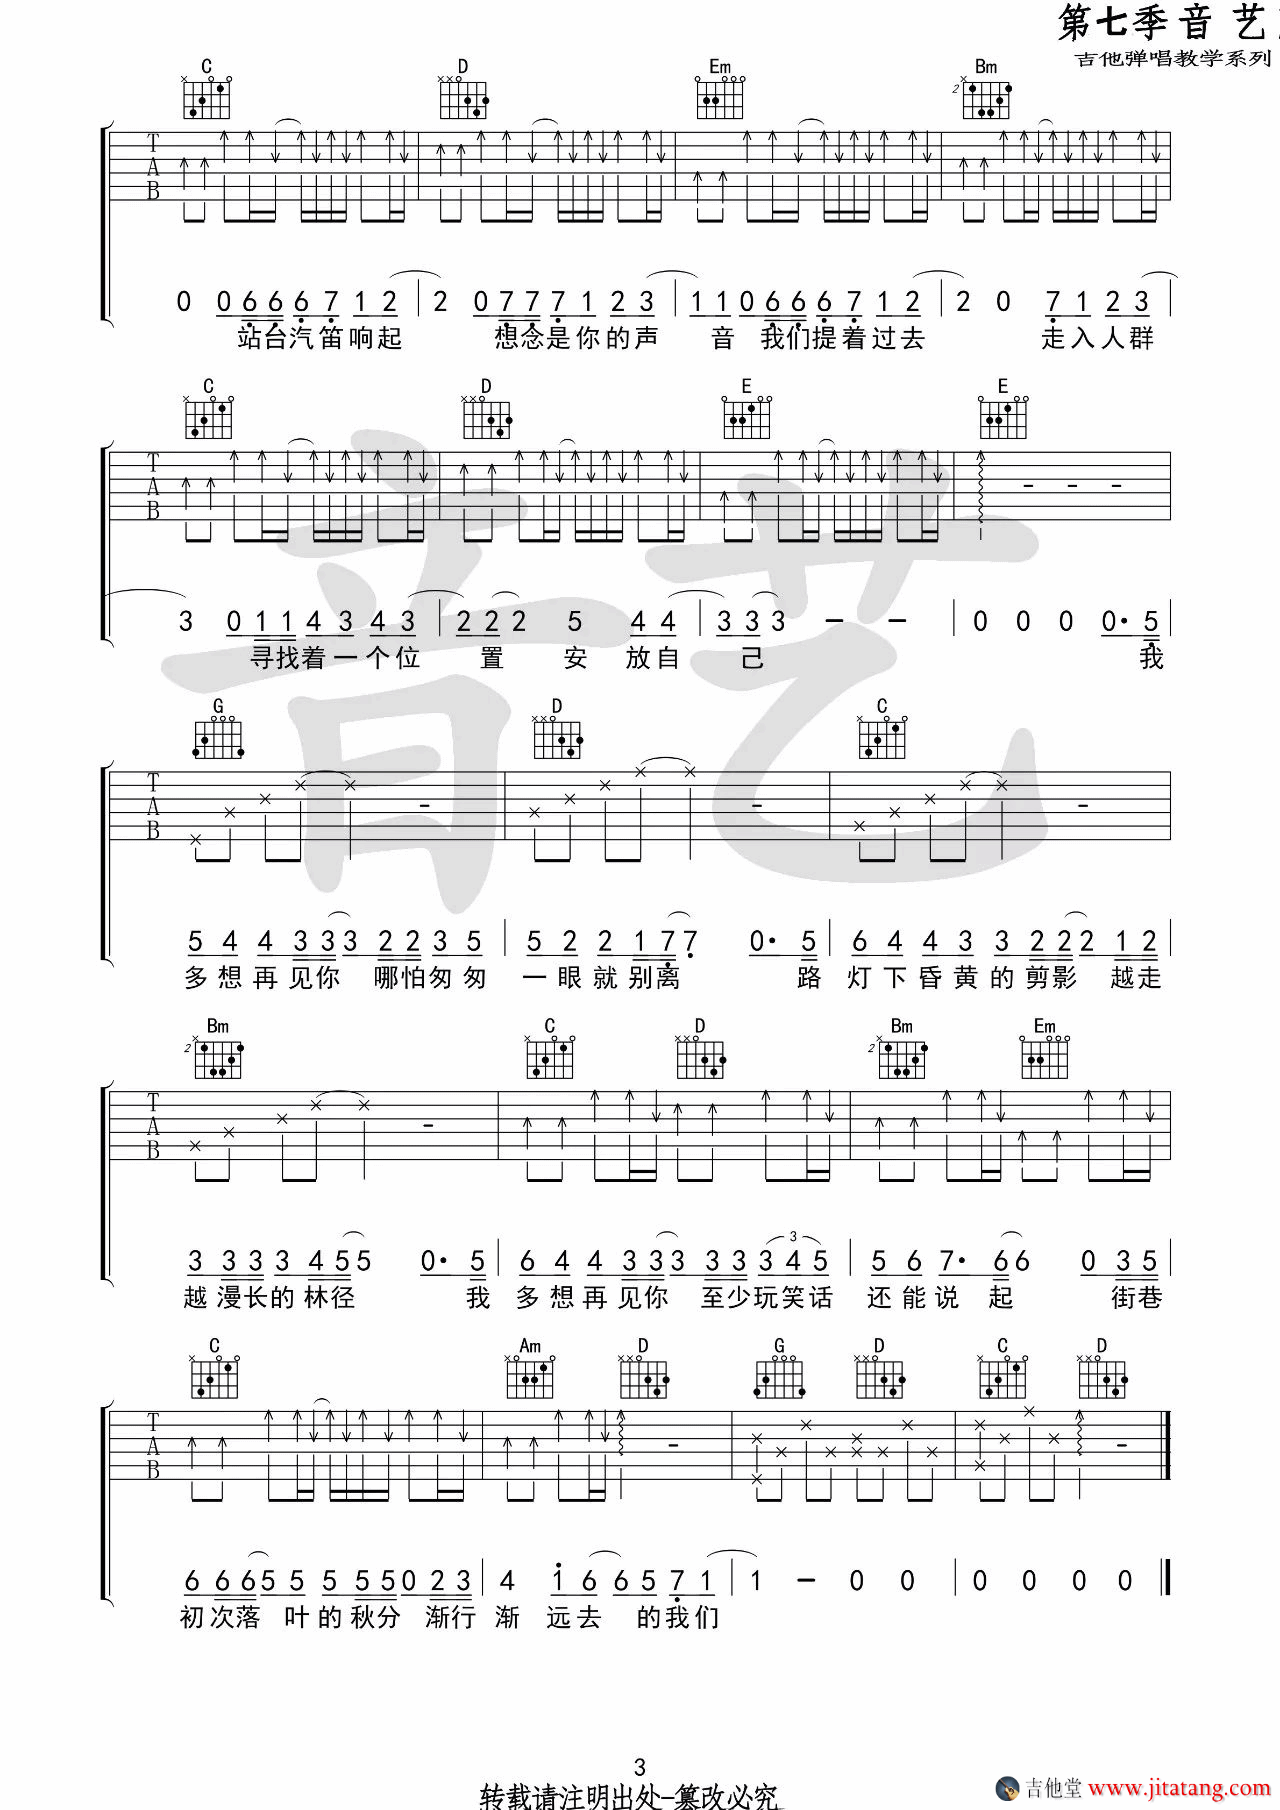 第七季音 艺
吉他弹唱教学系列
C D Em Bm
2
T
A
B
0 0 6 6 6 7 1 2 2 0 7 7 7 1 2 3 1 1 0 6 6 6 7 1 2 2 0 7 1 2 3
站台汽笛响起 想念是你的声 音 我们提着过去 走入人群
C D E E
T
A
B
3 0 1 1 4 3 4 3 2 2 2 5 4 4 3 3 3 – – 0 0 0 0· 5
寻找着一个位 置 安 放自 己 我
音艺
G D C
T
A
B
5 4 4 3 3 3 2 2 3 5 5 2 2 1 7 7 0· 5 6 4 4 3 3 2 2 2 1 2
多想再见你 哪怕匆匆 一眼就别离 路 灯下昏黄的剪影 越走
Bm C D Bm Em
2 2
T
A
B
3 3 3 3 4 5 5 0· 5 6 4 4 3 3 3 3 3 3 4 5 5 6 7· 6 6 0 3 5
3
越漫长的林径 我 多想再见你 至少玩笑话 还能说 起 街巷
C Am D G D C D
T
A
B
6 6 6 5 5 5 5 5 0 2 3 4 1 6 6 5 7 1 1 – 0 0 0 0 0 0
初次落 叶的秋分 渐行 渐 远去 的我们
3
转载请注明出处-篡改必究
吉他堂 www.jitatang.com